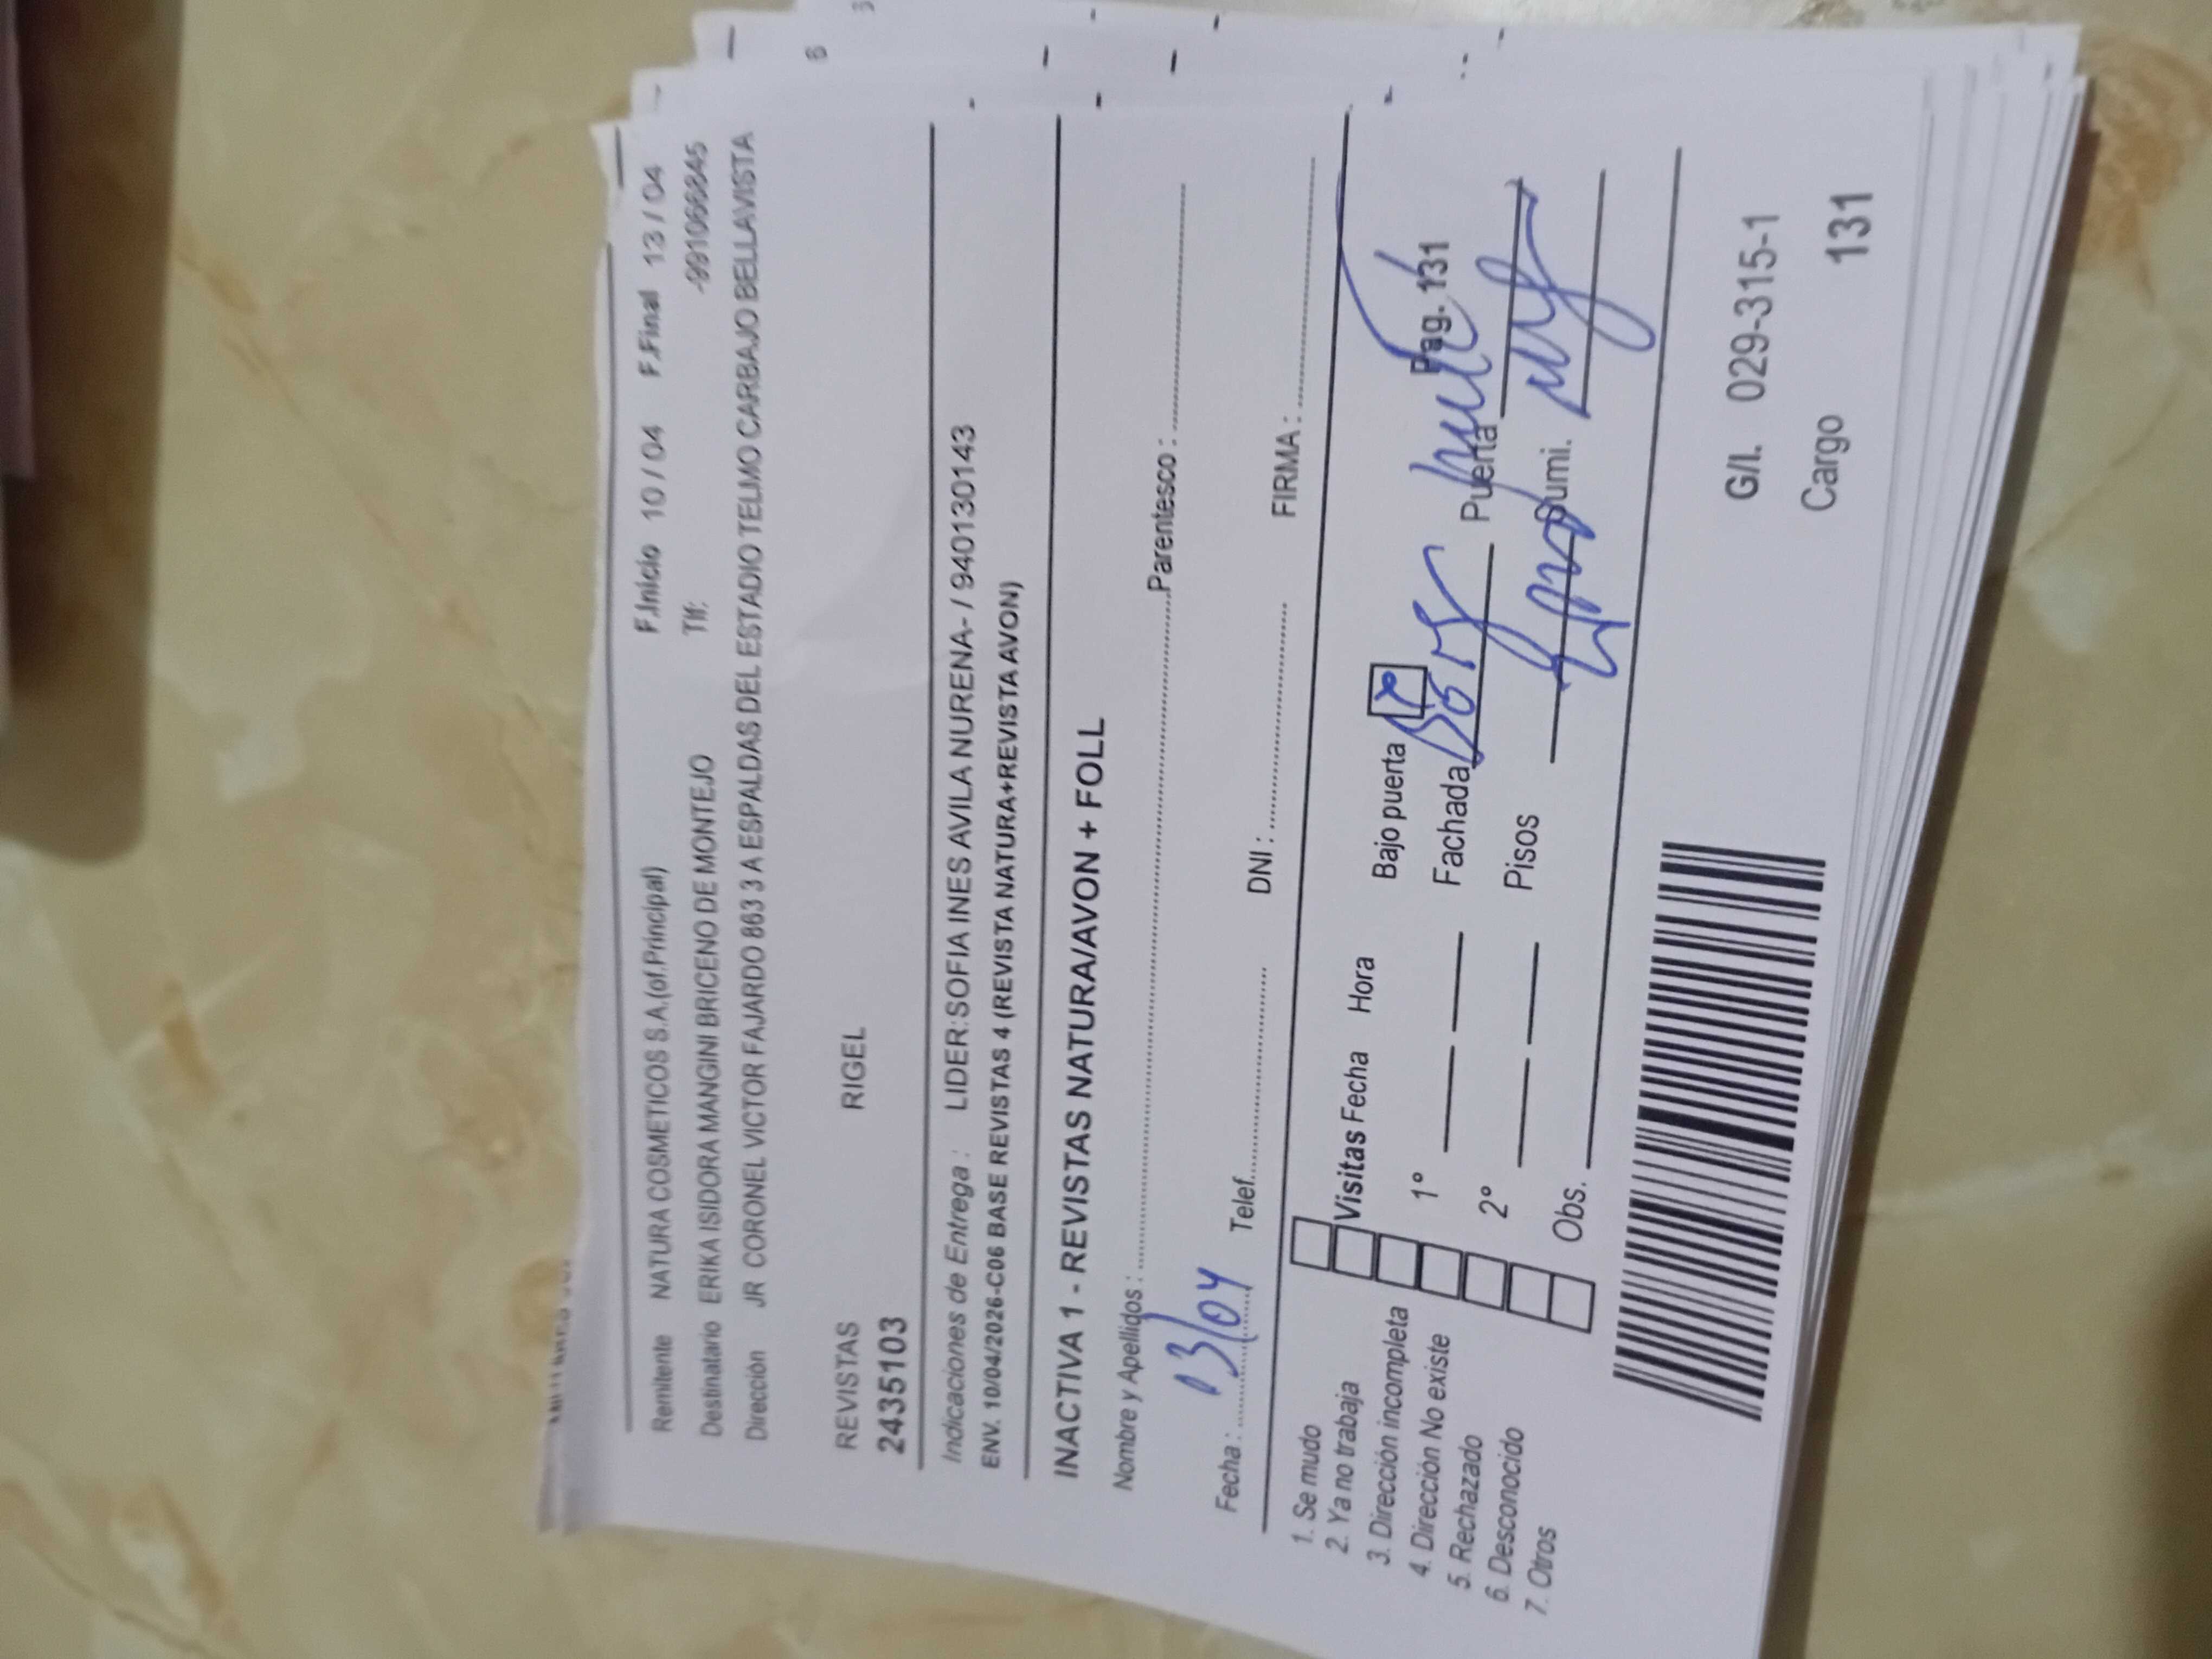 F.Inicio 10 / 04 F.Final 13 / 04
Remitente NATURA COSMETICOS S.A.(of.Principal) Tlf: -991066845
Destinatario ERIKA ISIDORA MANGINI BRICENO DE MONTEJO
Dirección JR CORONEL VICTOR FAJARDO 863 3 A ESPALDAS DEL ESTADIO TELMO CARBAJO BELLAVISTA
REVISTAS RIGEL
2435103
Indicaciones de Entrega : LIDER:SOFIA INES AVILA NURENA- / 940130143
ENV. 10/04/2026-C06 BASE REVISTAS 4 (REVISTA NATURA+REVISTA AVON)
INACTIVA 1 - REVISTAS NATURA/AVON + FOLL
Nombre y Apellidos : Parentesco :
Fecha : 13/04 Telef. DNI : FIRMA :
1. Se mudo
2. Ya no trabaja
3. Dirección incompleta
4. Dirección No existe
5. Rechazado
6. Desconocido
7. Otros
Visitas Fecha Hora Bajo puerta Pag. 131
1° Fachada Puerta
2° Pisos Sumi.
Obs.
G/I. 029-315-1
Cargo 131